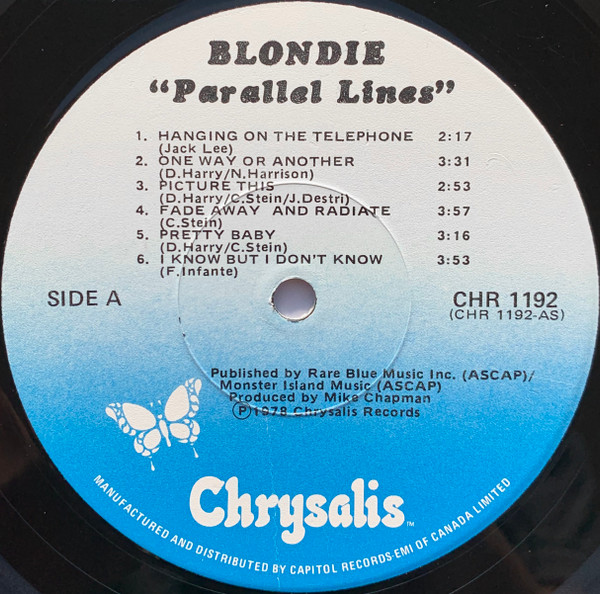 BLONDIE
“Parallel Lines”
1. HANGING ON THE TELEPHONE 2:17
(Jack Lee)
2. ONE WAY OR ANOTHER 3:31
(D.Harry/N.Harrison)
3. PICTURE THIS 2:53
(D.Harry/C.Stein/J.Destri)
4. FADE AWAY AND RADIATE 3:57
(C.Stein)
5. PRETTY BABY 3:16
(D.Harry/C.Stein)
6. I KNOW BUT I DON'T KNOW 3:53
(F.Infante)
SIDE A
CHR 1192
(CHR 1192-AS)
Published by Rare Blue Music Inc. (ASCAP)/
Monster Island Music (ASCAP)
Produced by Mike Chapman
Ⓟ1978 Chrysalis Records
Chrysalis™
MANUFACTURED AND DISTRIBUTED BY CAPITOL RECORDS-EMI OF CANADA LIMITED